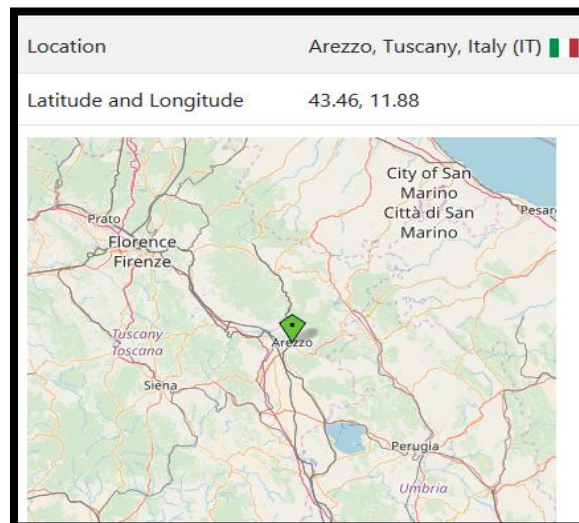 Location Arezzo, Tuscany, Italy (IT)
Latitude and Longitude 43.46, 11.88
City of San
Marino
Città di San
Marino
Pesar
Prato
Florence
Firenze
Tuscany
Toscana
Arezzo
Siena
Perugia
Umbria